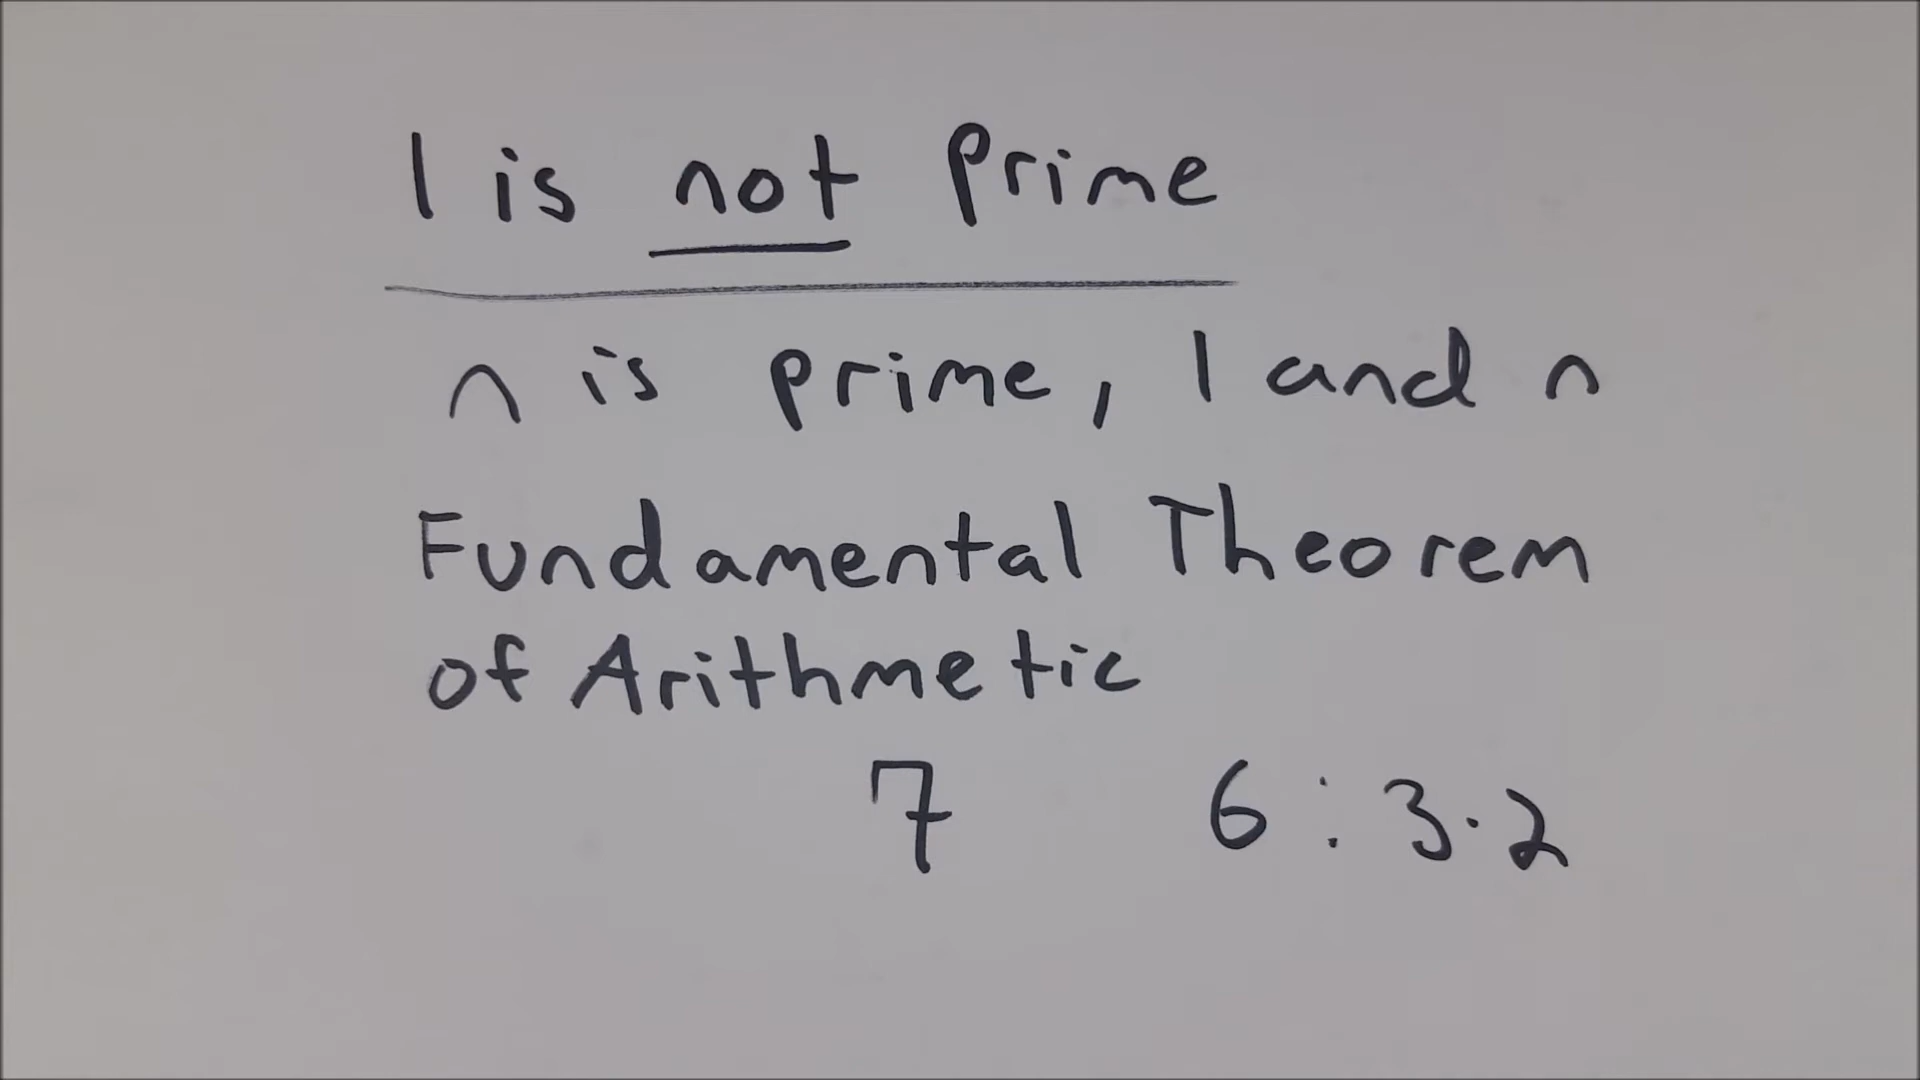 1 is not prime
n is prime, 1 and n
Fundamental Theorem
of Arithmetic
7 6 : 3·2